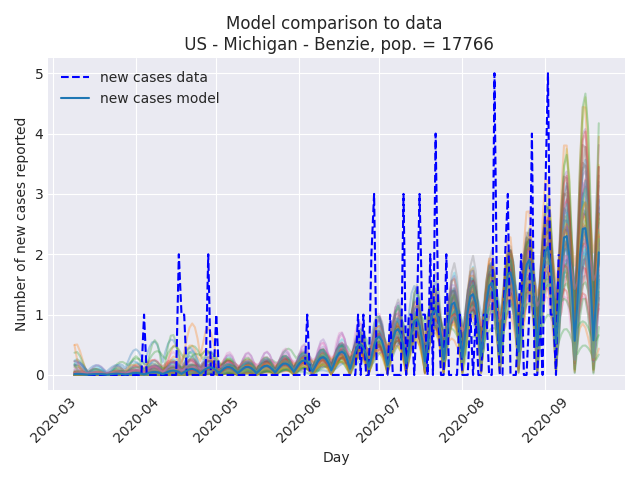 Model comparison to data
US - Michigan - Benzie, pop. = 17766
new cases data
new cases model
Number of new cases reported
5
4
3
2
1
0
2020-03
2020-04
2020-05
2020-06
2020-07
2020-08
2020-09
Day